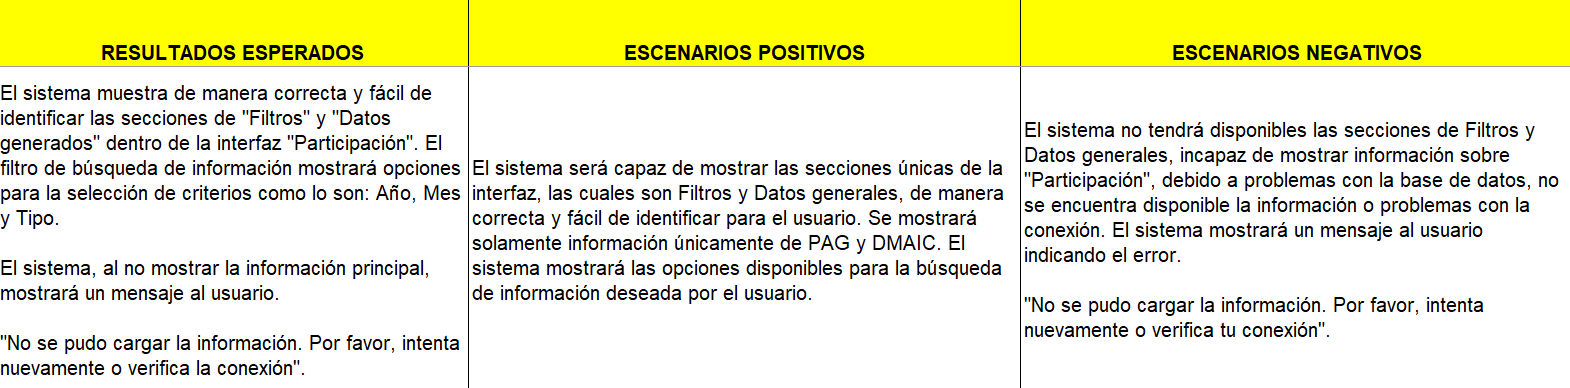 RESULTADOS ESPERADOS
El sistema muestra de manera correcta y fácil de
identificar las secciones de "Filtros" y "Datos
generados" dentro de la interfaz "Participación". El
filtro de búsqueda de información mostrará opciones
para la selección de criterios como lo son: Año, Mes
y Tipo.
El sistema, al no mostrar la información principal,
mostrará un mensaje al usuario.
"No se pudo cargar la información. Por favor, intenta
nuevamente o verifica la conexión".
ESCENARIOS POSITIVOS
El sistema será capaz de mostrar las secciones únicas de la
interfaz, las cuales son Filtros y Datos generales, de manera
correcta y fácil de identificar para el usuario. Se mostrará
solamente información únicamente de PAG y DMAIC. El
sistema mostrará las opciones disponibles para la búsqueda
de información deseada por el usuario.
ESCENARIOS NEGATIVOS
El sistema no tendrá disponibles las secciones de Filtros y
Datos generales, incapaz de mostrar información sobre
"Participación", debido a problemas con la base de datos, no
se encuentra disponible la información o problemas con la
conexión. El sistema mostrará un mensaje al usuario
indicando el error.
"No se pudo cargar la información. Por favor, intenta
nuevamente o verifica tu conexión".